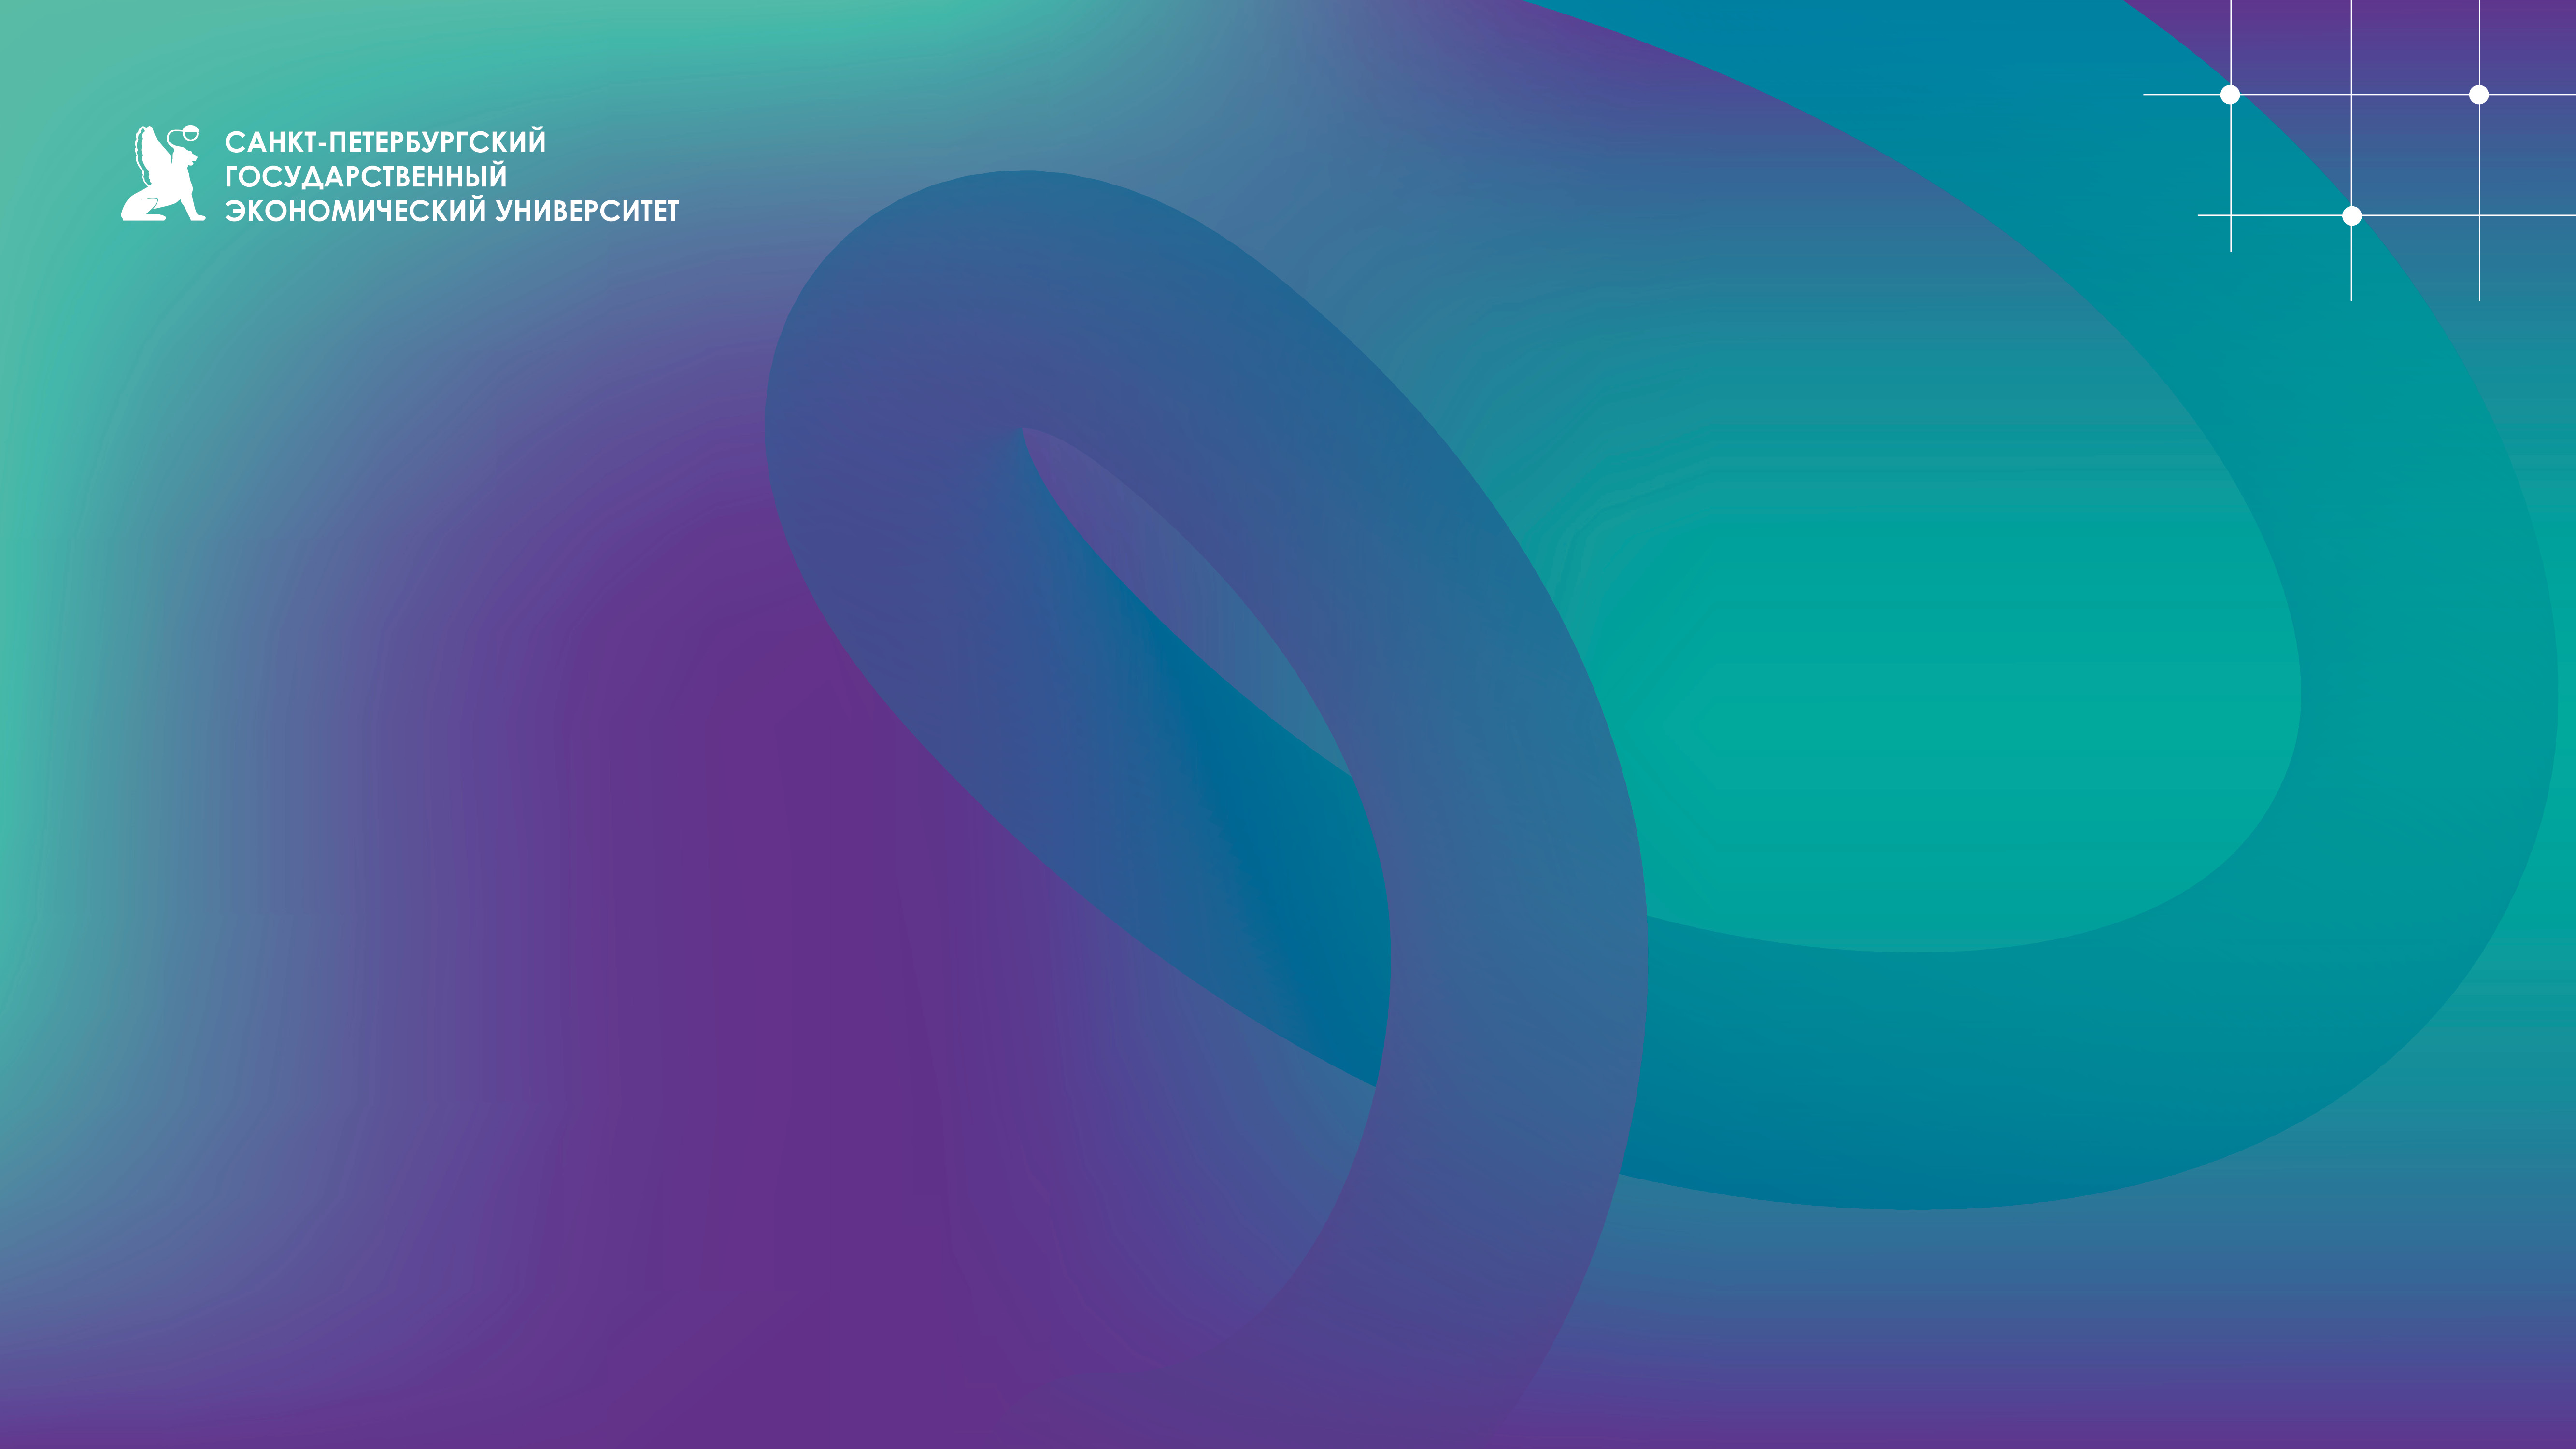 САНКТ-ПЕТЕРБУРГСКИЙ
ГОСУДАРСТВЕННЫЙ
ЭКОНОМИЧЕСКИЙ УНИВЕРСИТЕТ